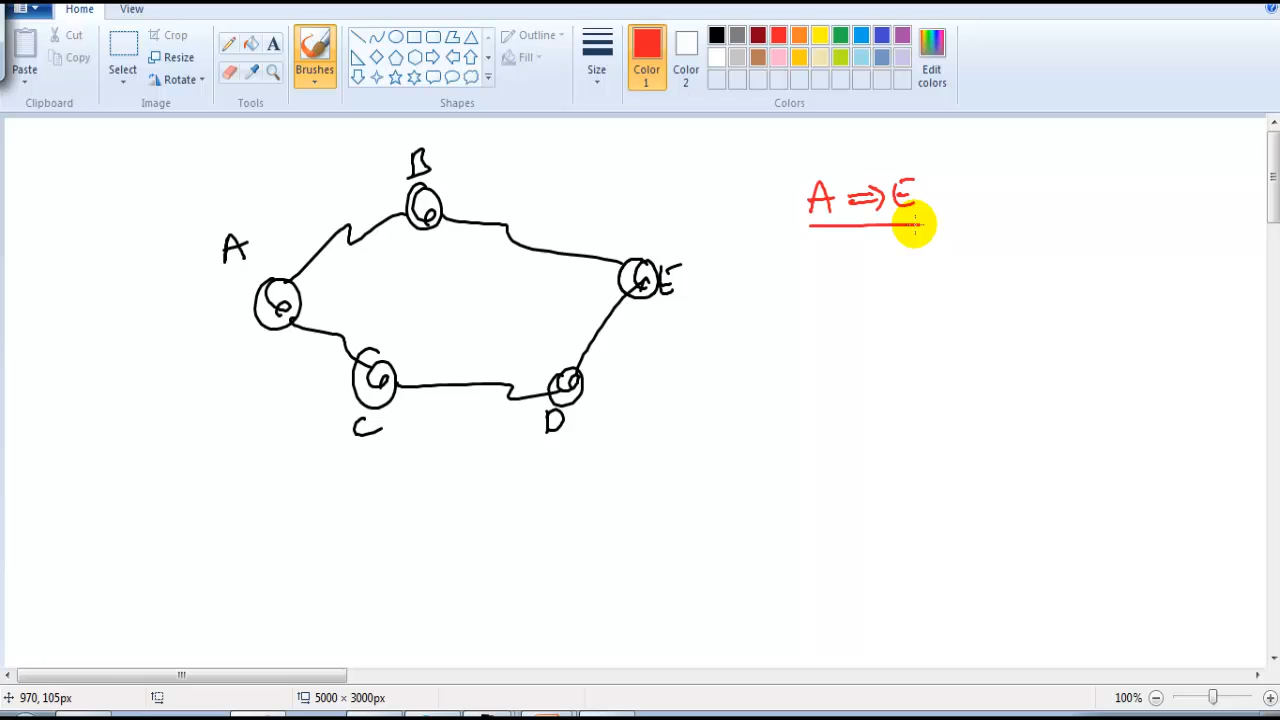 Home View
Cut
Copy
Paste
Clipboard
Select
Crop
Resize
Rotate
Image
A
Tools
Brushes
Outline
Fill
Shapes
Size
Color 1
Color 2
Edit colors
Colors
B
A
E
C
D
A ⇒ E
970, 105px
5000 × 3000px
100%